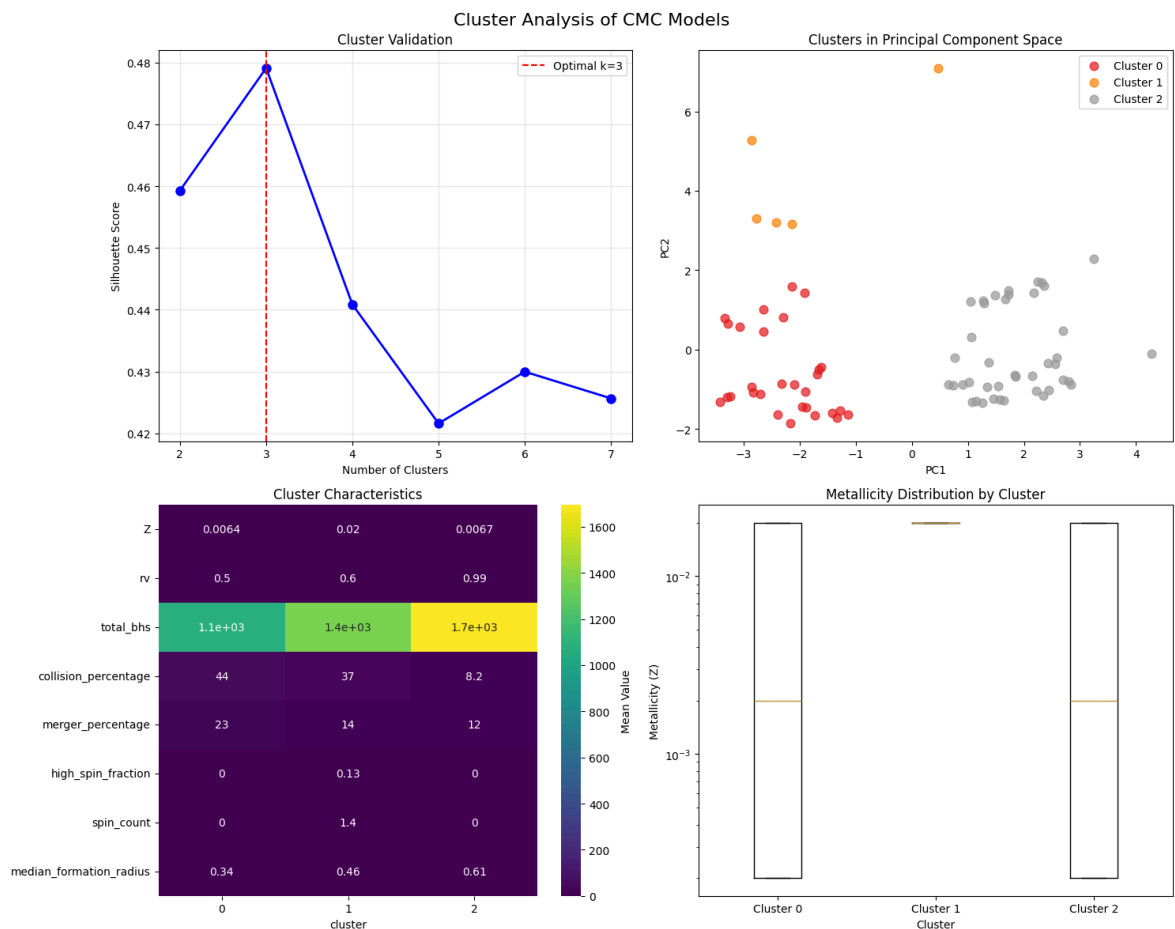 Cluster Analysis of CMC Models
Cluster Validation
Silhouette Score
0.48
0.47
0.46
0.45
0.44
0.43
0.42
Optimal k=3
2 3 4 5 6 7
Number of Clusters
Clusters in Principal Component Space
PC2
6
4
2
0
−2
Cluster 0
Cluster 1
Cluster 2
−3 −2 −1 0 1 2 3 4
PC1
Cluster Characteristics
Z 0.0064 0.02 0.0067
rv 0.5 0.6 0.99
total_bhs 1.1e+03 1.4e+03 1.7e+03
collision_percentage 44 37 8.2
merger_percentage 23 14 12
high_spin_fraction 0 0.13 0
spin_count 0 1.4 0
median_formation_radius 0.34 0.46 0.61
0 1 2
cluster
1600
1400
1200
1000
800
600
400
200
0
Mean Value
Metallicity Distribution by Cluster
Metallicity (Z)
10−2
10−3
Cluster 0 Cluster 1 Cluster 2
Cluster